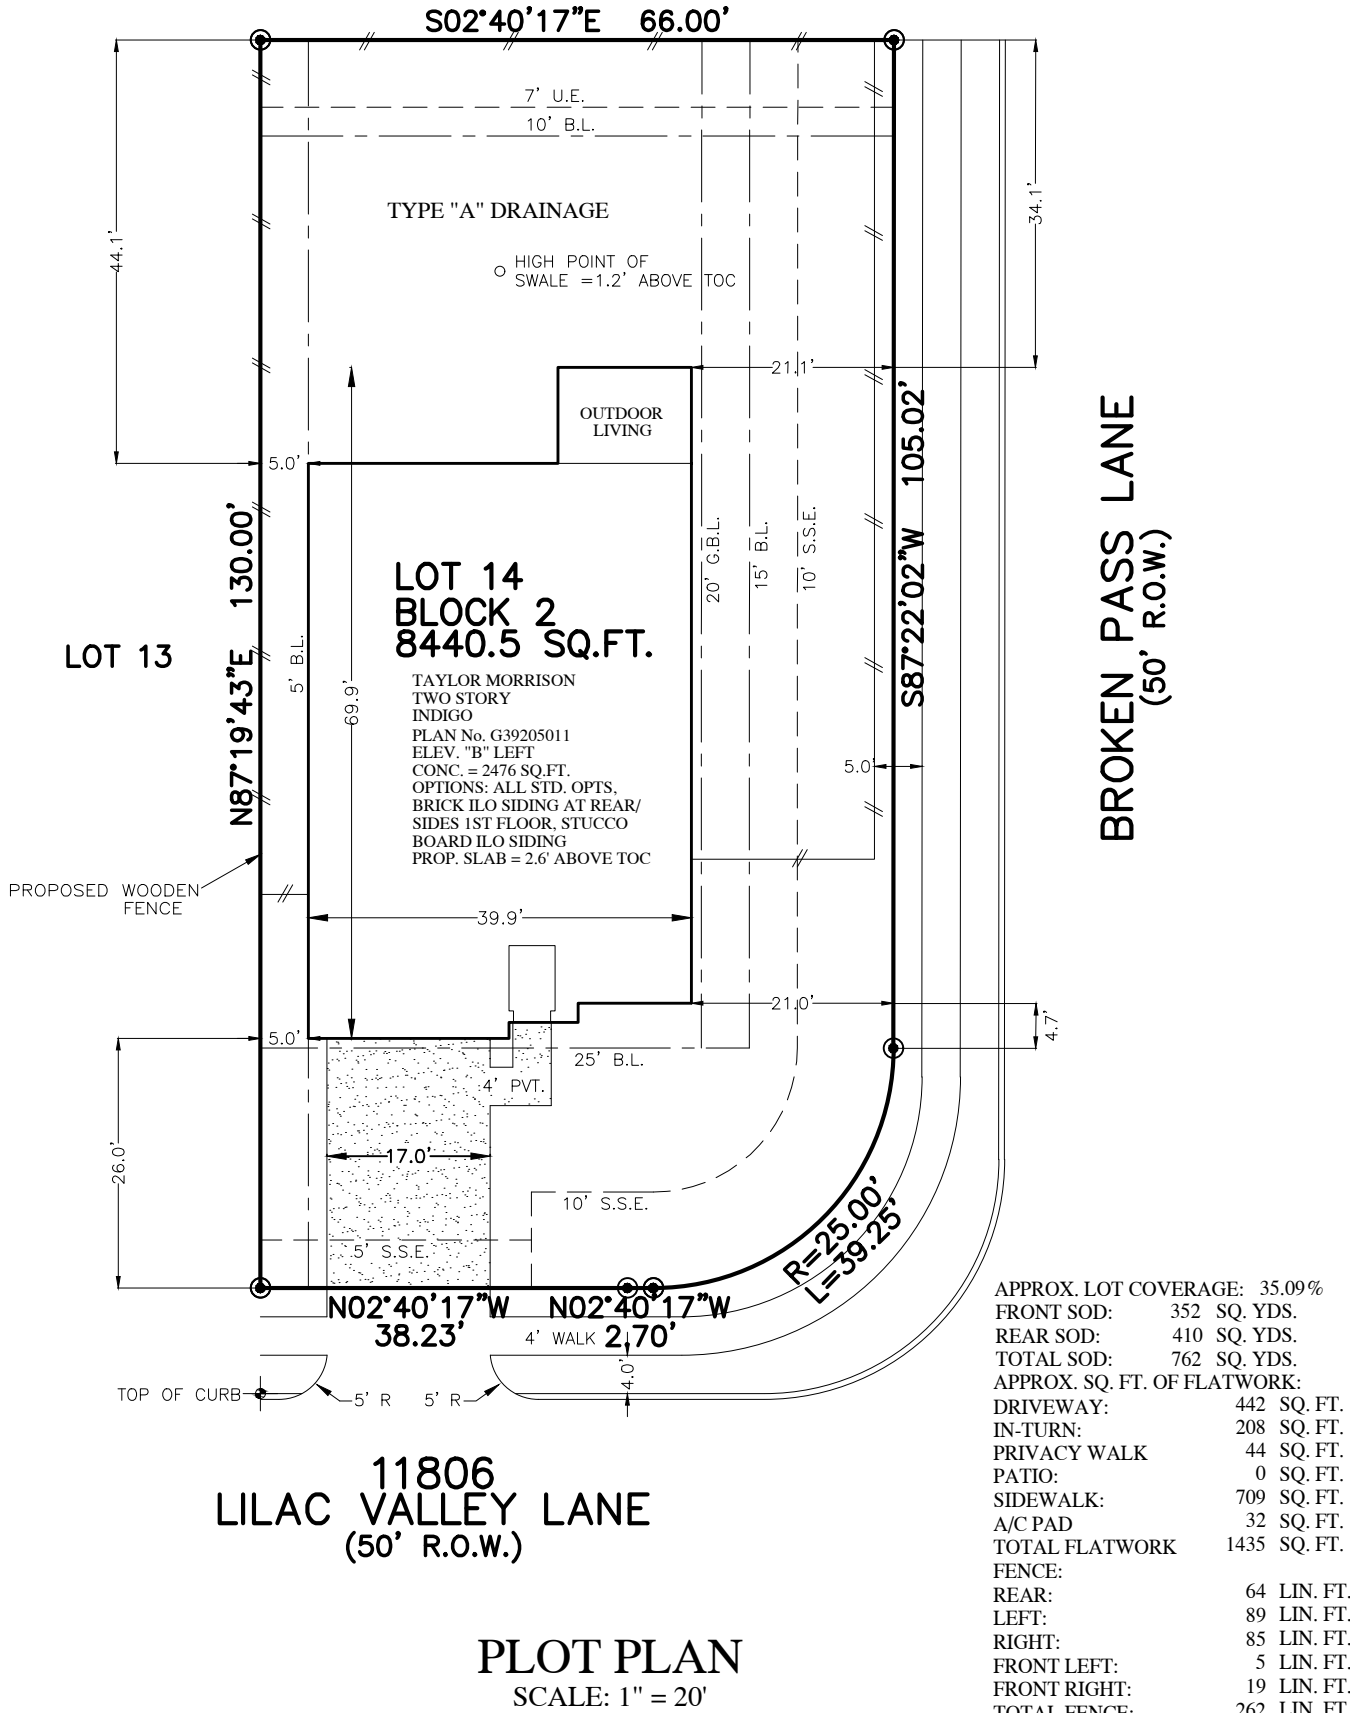 S02°40'17"E 66.00'
7' U.E.
10' B.L.
TYPE "A" DRAINAGE
HIGH POINT OF
SWALE =1.2' ABOVE TOC
44.1'
34.1'
21.1'
OUTDOOR
LIVING
5.0'
N87°19'43"E 130.00'
S87°22'02"W 105.02'
BROKEN PASS LANE
(50' R.O.W.)
LOT 13
5' B.L.
69.9'
LOT 14
BLOCK 2
8440.5 SQ.FT.
TAYLOR MORRISON
TWO STORY
INDIGO
PLAN No. G39205011
ELEV. "B" LEFT
CONC. = 2476 SQ.FT.
OPTIONS: ALL STD. OPTS,
BRICK ILO SIDING AT REAR/
SIDES 1ST FLOOR, STUCCO
BOARD ILO SIDING
PROP. SLAB = 2.6' ABOVE TOC
20' G.B.L.
15' B.L.
10' S.S.E.
5.0'
PROPOSED WOODEN
FENCE
39.9'
21.0'
4.7'
5.0'
25' B.L.
4' PVT.
26.0'
17.0'
10' S.S.E.
5' S.S.E.
R=25.00'
L=39.25'
N02°40'17"W
38.23'
N02°40'17"W
2.70'
4' WALK
4.0'
TOP OF CURB
5' R
5' R
11806
LILAC VALLEY LANE
(50' R.O.W.)
PLOT PLAN
SCALE: 1" = 20'
APPROX. LOT COVERAGE: 35.09%
FRONT SOD: 352 SQ. YDS.
REAR SOD: 410 SQ. YDS.
TOTAL SOD: 762 SQ. YDS.
APPROX. SQ. FT. OF FLATWORK:
DRIVEWAY: 442 SQ. FT.
IN-TURN: 208 SQ. FT.
PRIVACY WALK 44 SQ. FT.
PATIO: 0 SQ. FT.
SIDEWALK: 709 SQ. FT.
A/C PAD 32 SQ. FT.
TOTAL FLATWORK 1435 SQ. FT.
FENCE:
REAR: 64 LIN. FT.
LEFT: 89 LIN. FT.
RIGHT: 85 LIN. FT.
FRONT LEFT: 5 LIN. FT.
FRONT RIGHT: 19 LIN. FT.
TOTAL FENCE: 262 LIN. FT.